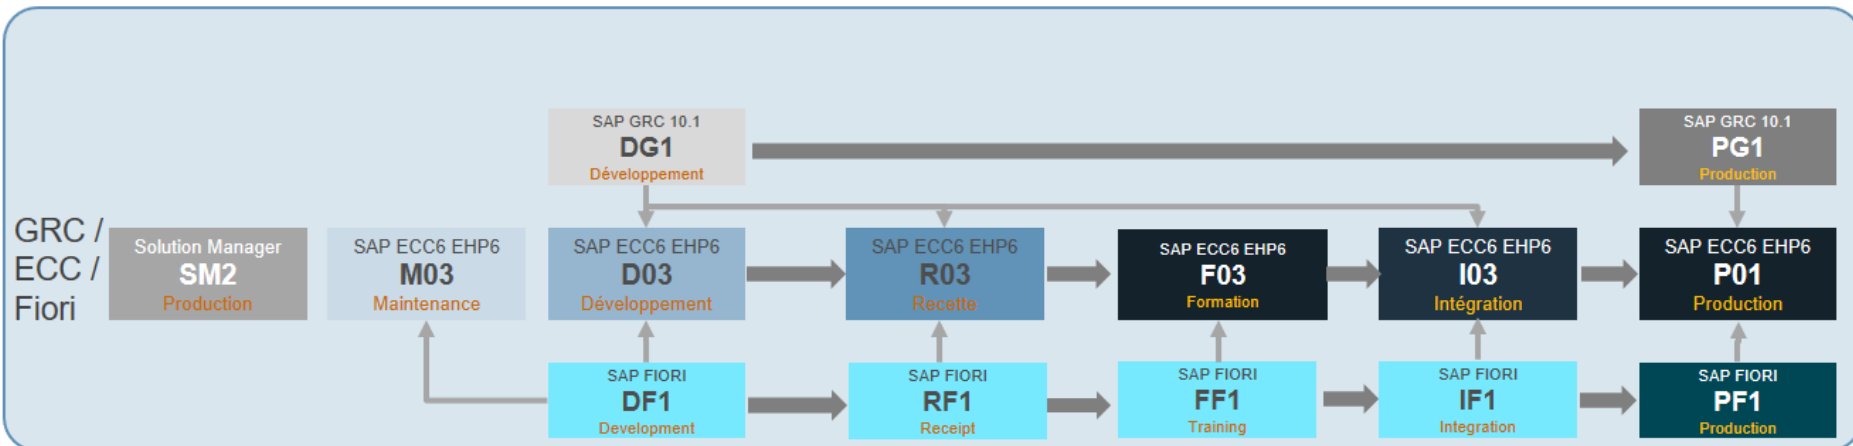 SAP GRC 10.1
DG1
Développement
SAP GRC 10.1
PG1
Production
GRC /
ECC /
Fiori
Solution Manager
SM2
Production
SAP ECC6 EHP6
M03
Maintenance
SAP ECC6 EHP6
D03
Développement
SAP ECC6 EHP6
R03
Recette
SAP ECC6 EHP6
F03
Formation
SAP ECC6 EHP6
I03
Intégration
SAP ECC6 EHP6
P01
Production
SAP FIORI
DF1
Development
SAP FIORI
RF1
Receipt
SAP FIORI
FF1
Training
SAP FIORI
IF1
Integration
SAP FIORI
PF1
Production